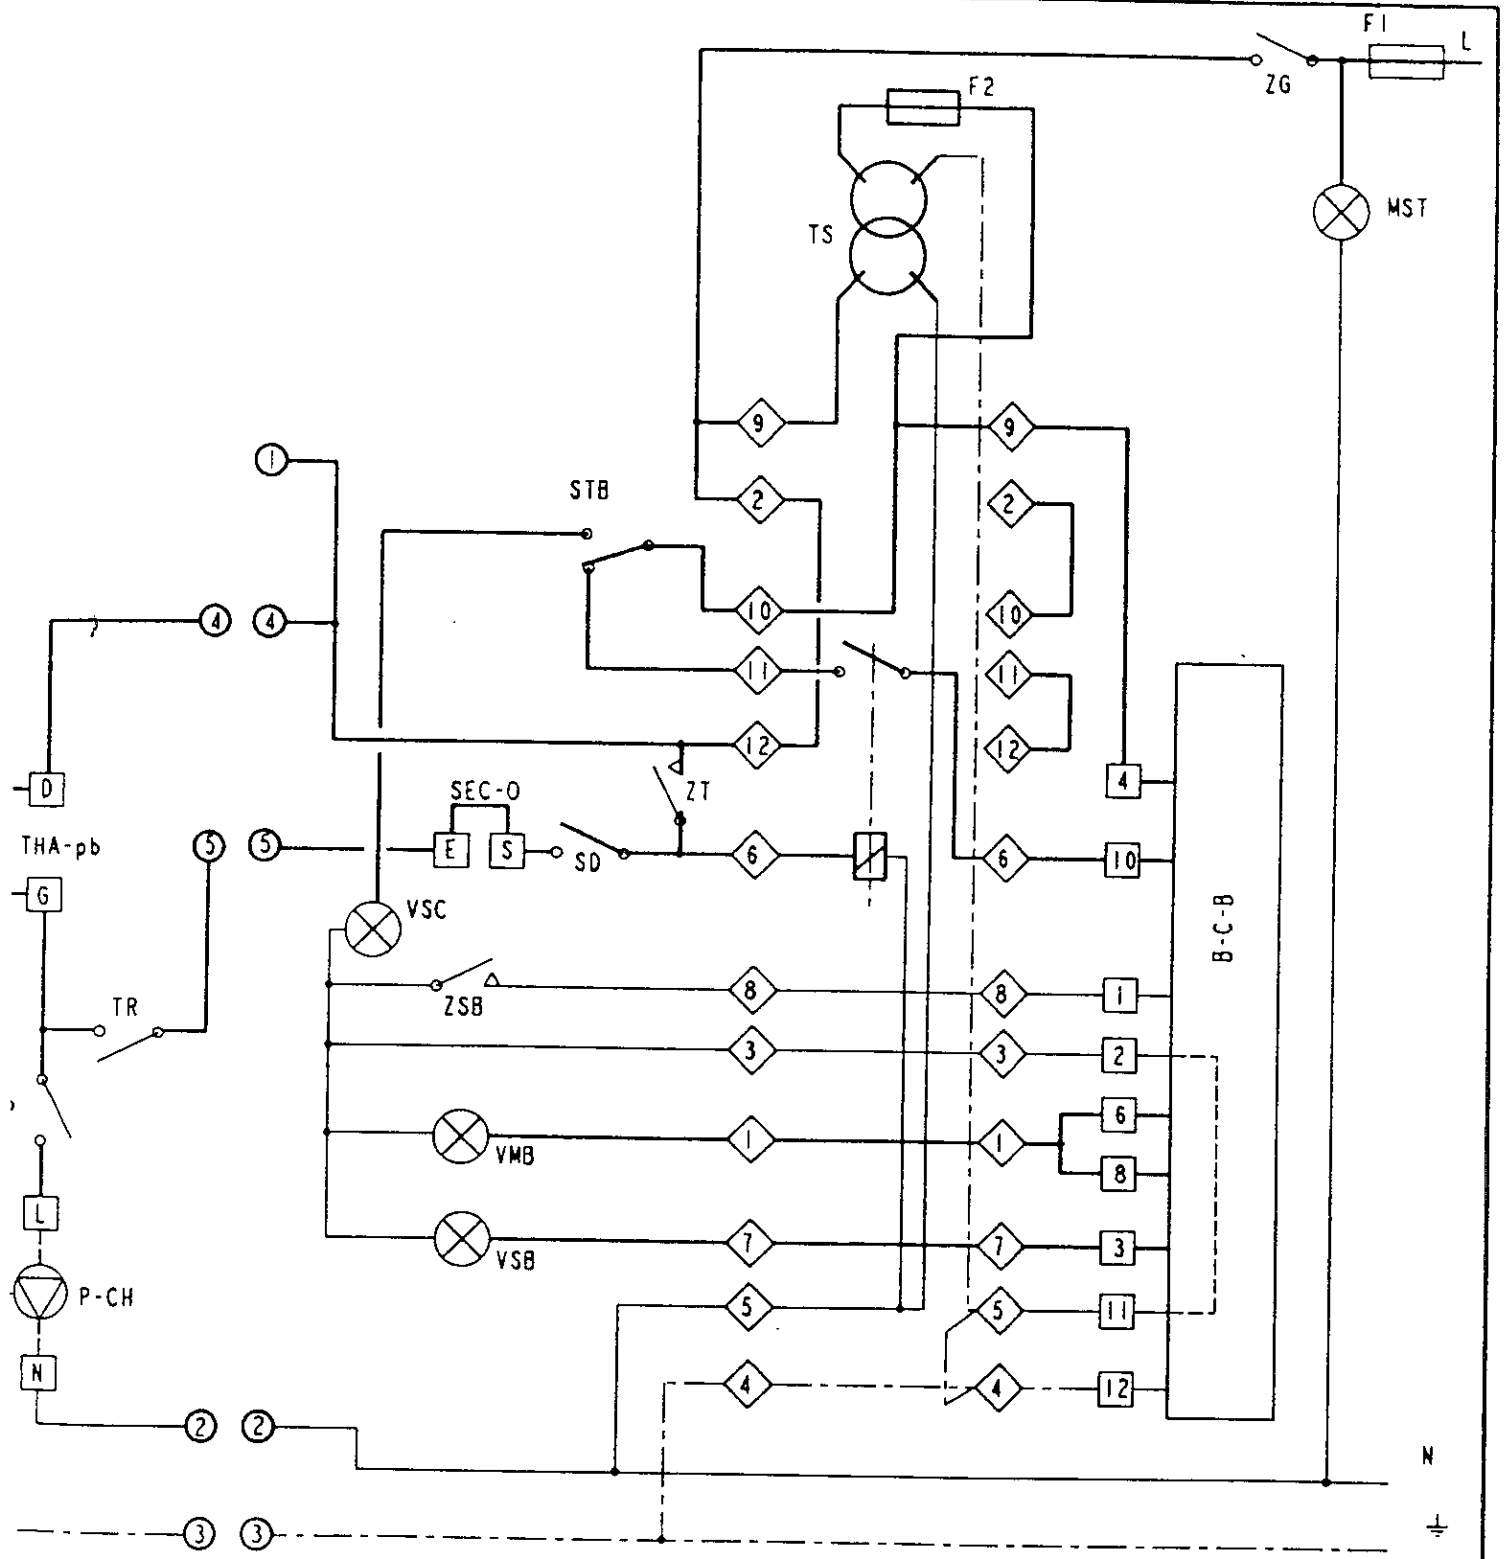 F1 L
ZG
F2
MST
TS
9 9
1
STB
2 2
10 10
4 4
11 11
12 12
D
ZT
4
SEC-O
THA-pb
5 5 E S SD 6 6 10
G
VSC
B-C-B
8 8 1
ZSB
TR
3 3 2
6
VMB 1 1
8
L
VSB 7 7 3
P-CH
5 5 11
N
4 4 12
2 2
N
3 3